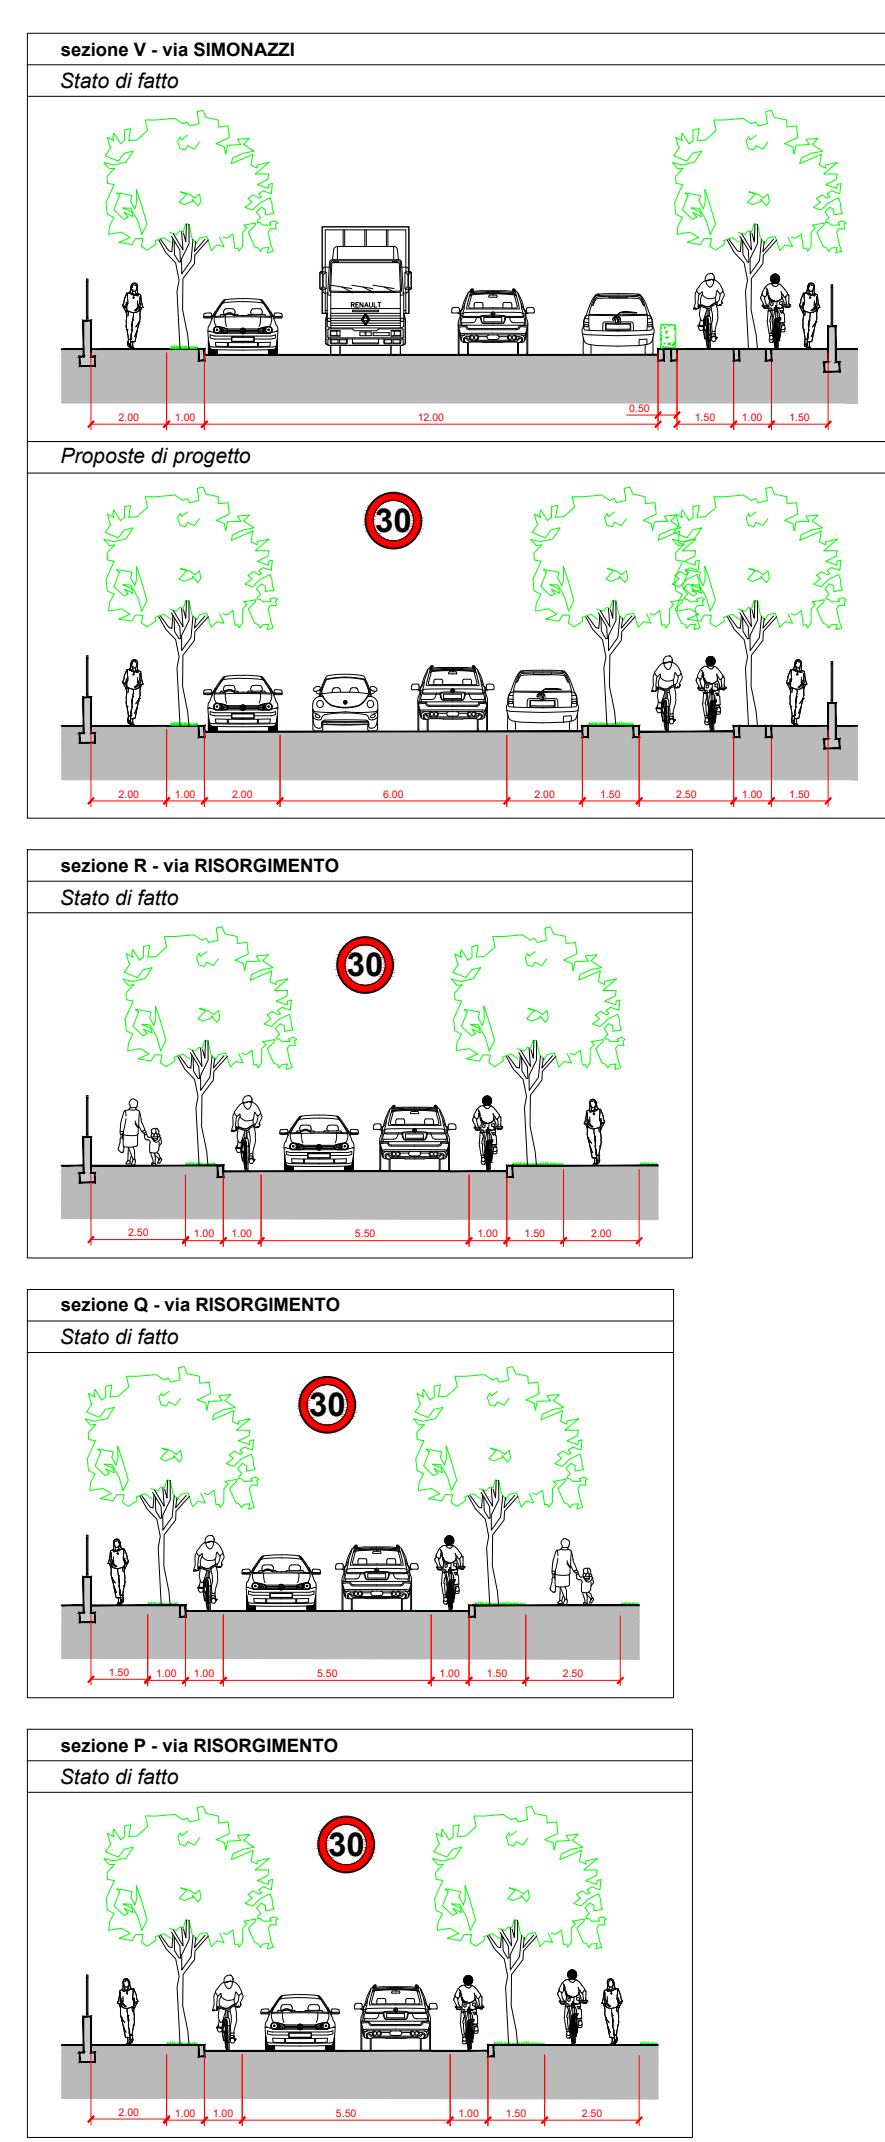 sezione V - via SIMONAZZI
Stato di fatto
RENAULT
2.00 1.00 12.00 0.50 1.50 1.00 1.50
Proposte di progetto
30
2.00 1.00 2.00 6.00 2.00 1.50 2.50 1.00 1.50
sezione R - via RISORGIMENTO
Stato di fatto
30
2.50 1.00 1.00 5.50 1.00 1.50 2.00
sezione Q - via RISORGIMENTO
Stato di fatto
30
1.50 1.00 1.00 5.50 1.00 1.50 2.50
sezione P - via RISORGIMENTO
Stato di fatto
30
2.00 1.00 1.00 5.50 1.00 1.50 2.50